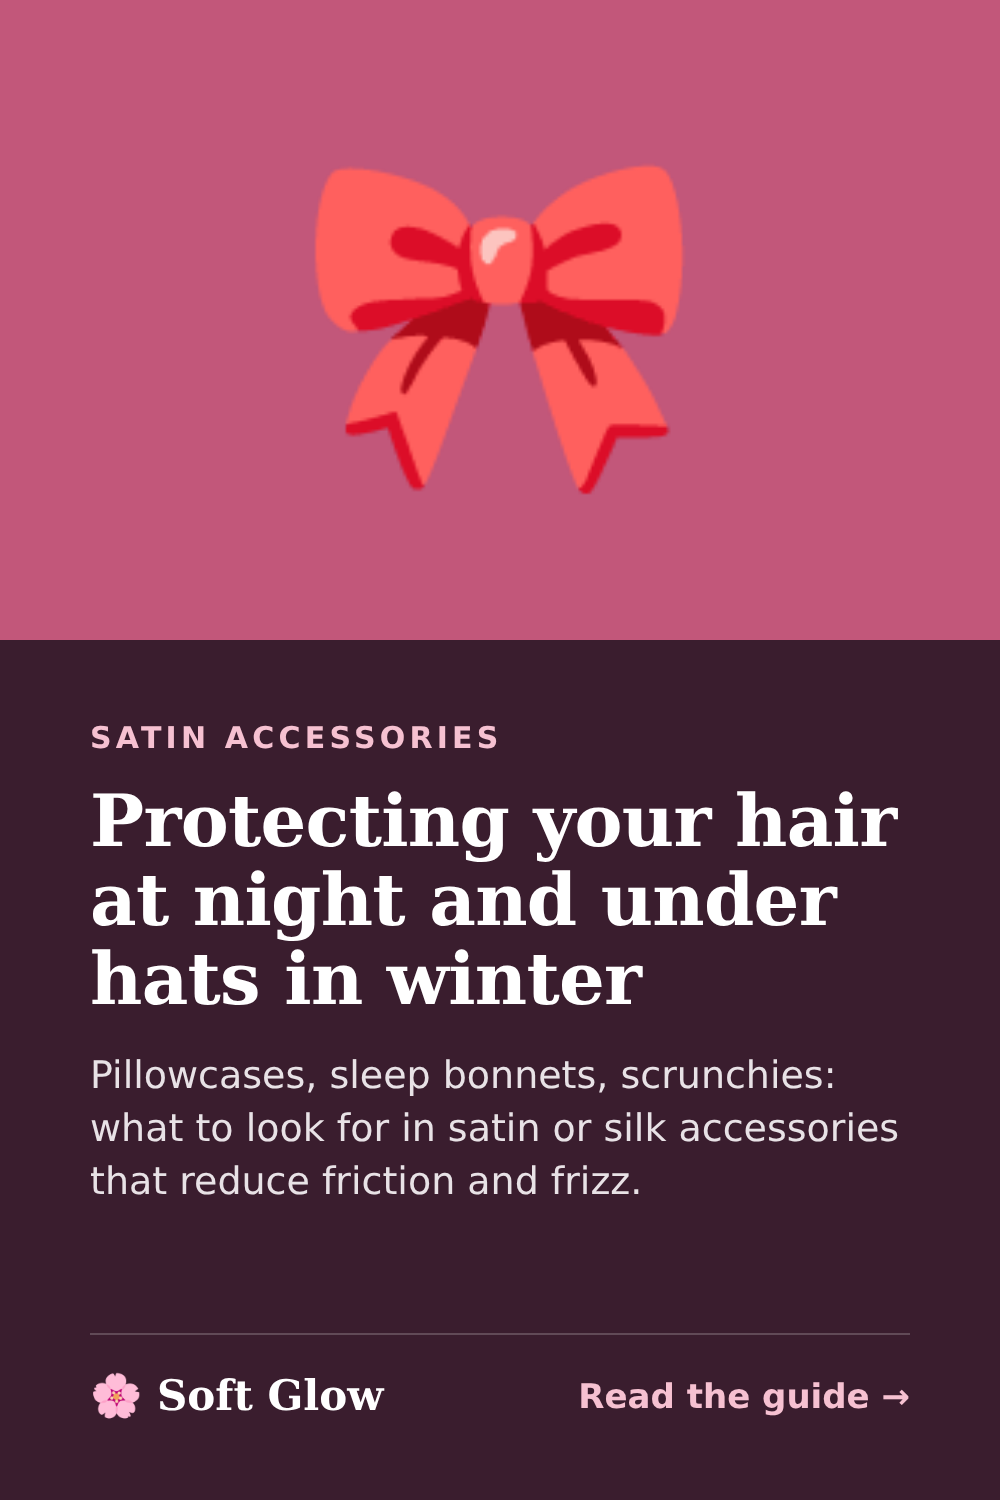 SATIN ACCESSORIES
Protecting your hair
at night and under
hats in winter
Pillowcases, sleep bonnets, scrunchies:
what to look for in satin or silk accessories
that reduce friction and frizz.
Soft Glow
Read the guide →